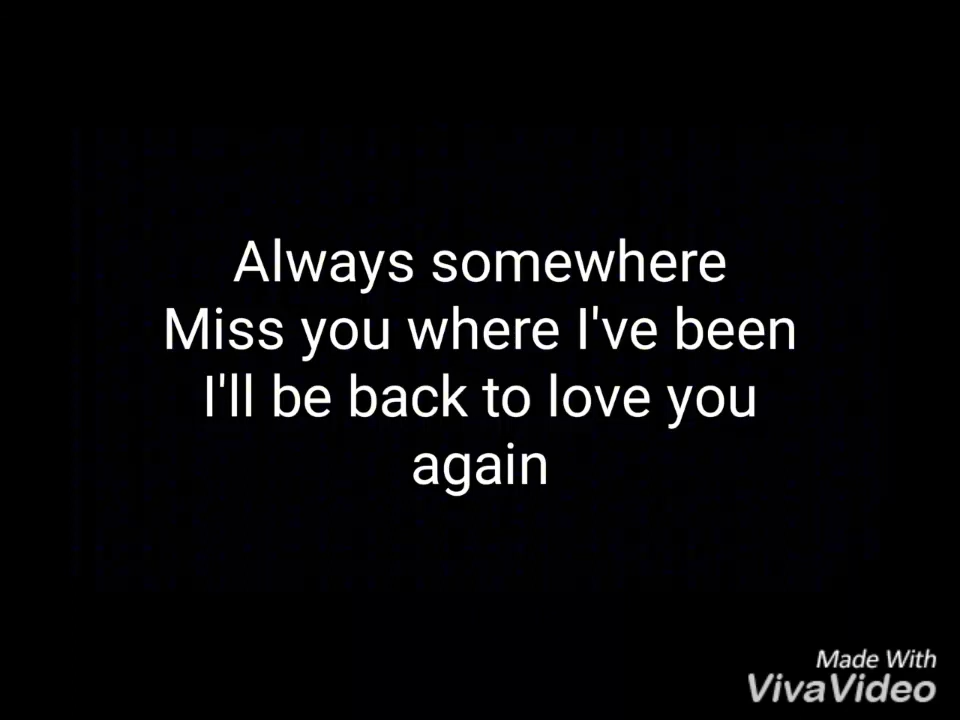 Always somewhere
Miss you where I've been
I'll be back to love you
again
Made With
VivaVideo